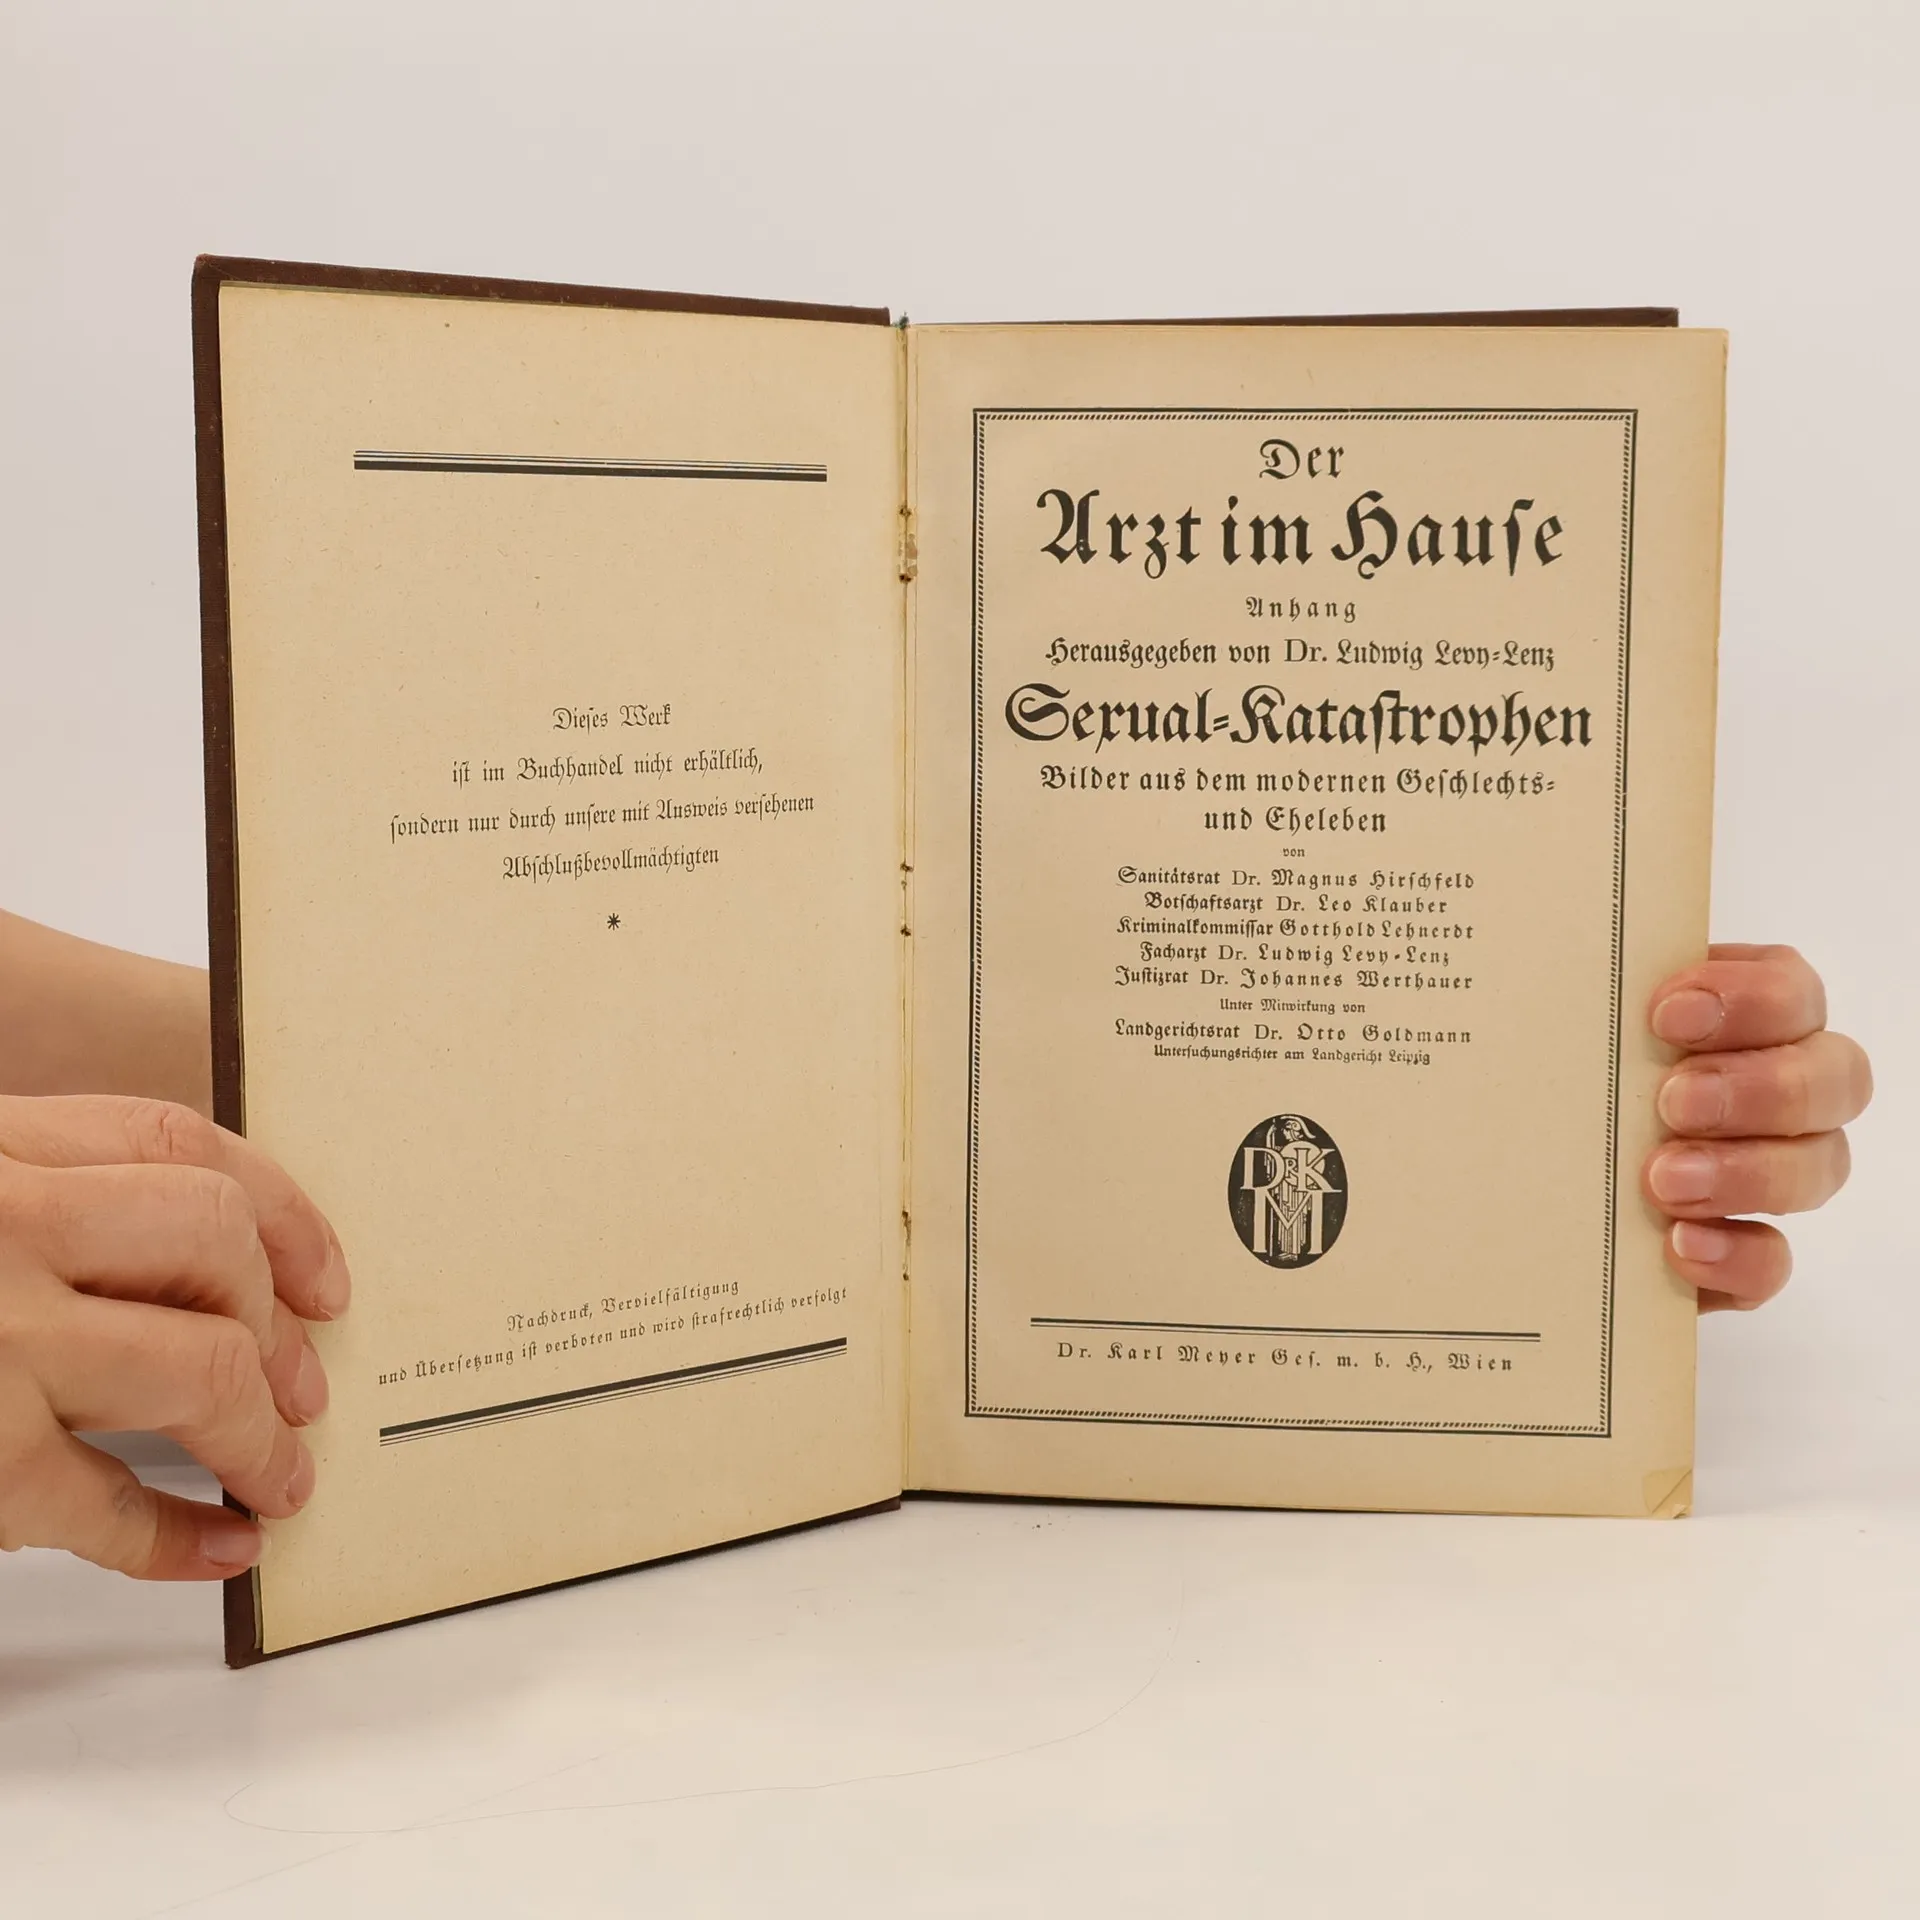 Dieses Werk
ist im Buchhandel nicht erhältlich,
sondern nur durch unsere mit Ausweis versehenen
Abschlußbevollmächtigten
*
Nachdruck, Vervielfältigung
und Übersetzung ist verboten und wird strafrechtlich verfolgt
Der
Arzt im Hause
Anhang
Herausgegeben von Dr. Ludwig Levy-Lenz
Sexual-Katastrophen
Bilder aus dem modernen Geschlechts-
und Eheleben
von
Sanitätsrat Dr. Magnus Hirschfeld
Botschaftsarzt Dr. Leo Klauber
Kriminalkommissar Gotthold Lehnerdt
Facharzt Dr. Ludwig Levy-Lenz
Justizrat Dr. Johannes Werthauer
Unter Mitwirkung von
Landgerichtsrat Dr. Otto Goldmann
Untersuchungsrichter am Landgericht Leipzig
DRKM
Dr. Karl Meyer Ges. m. b. H., Wien